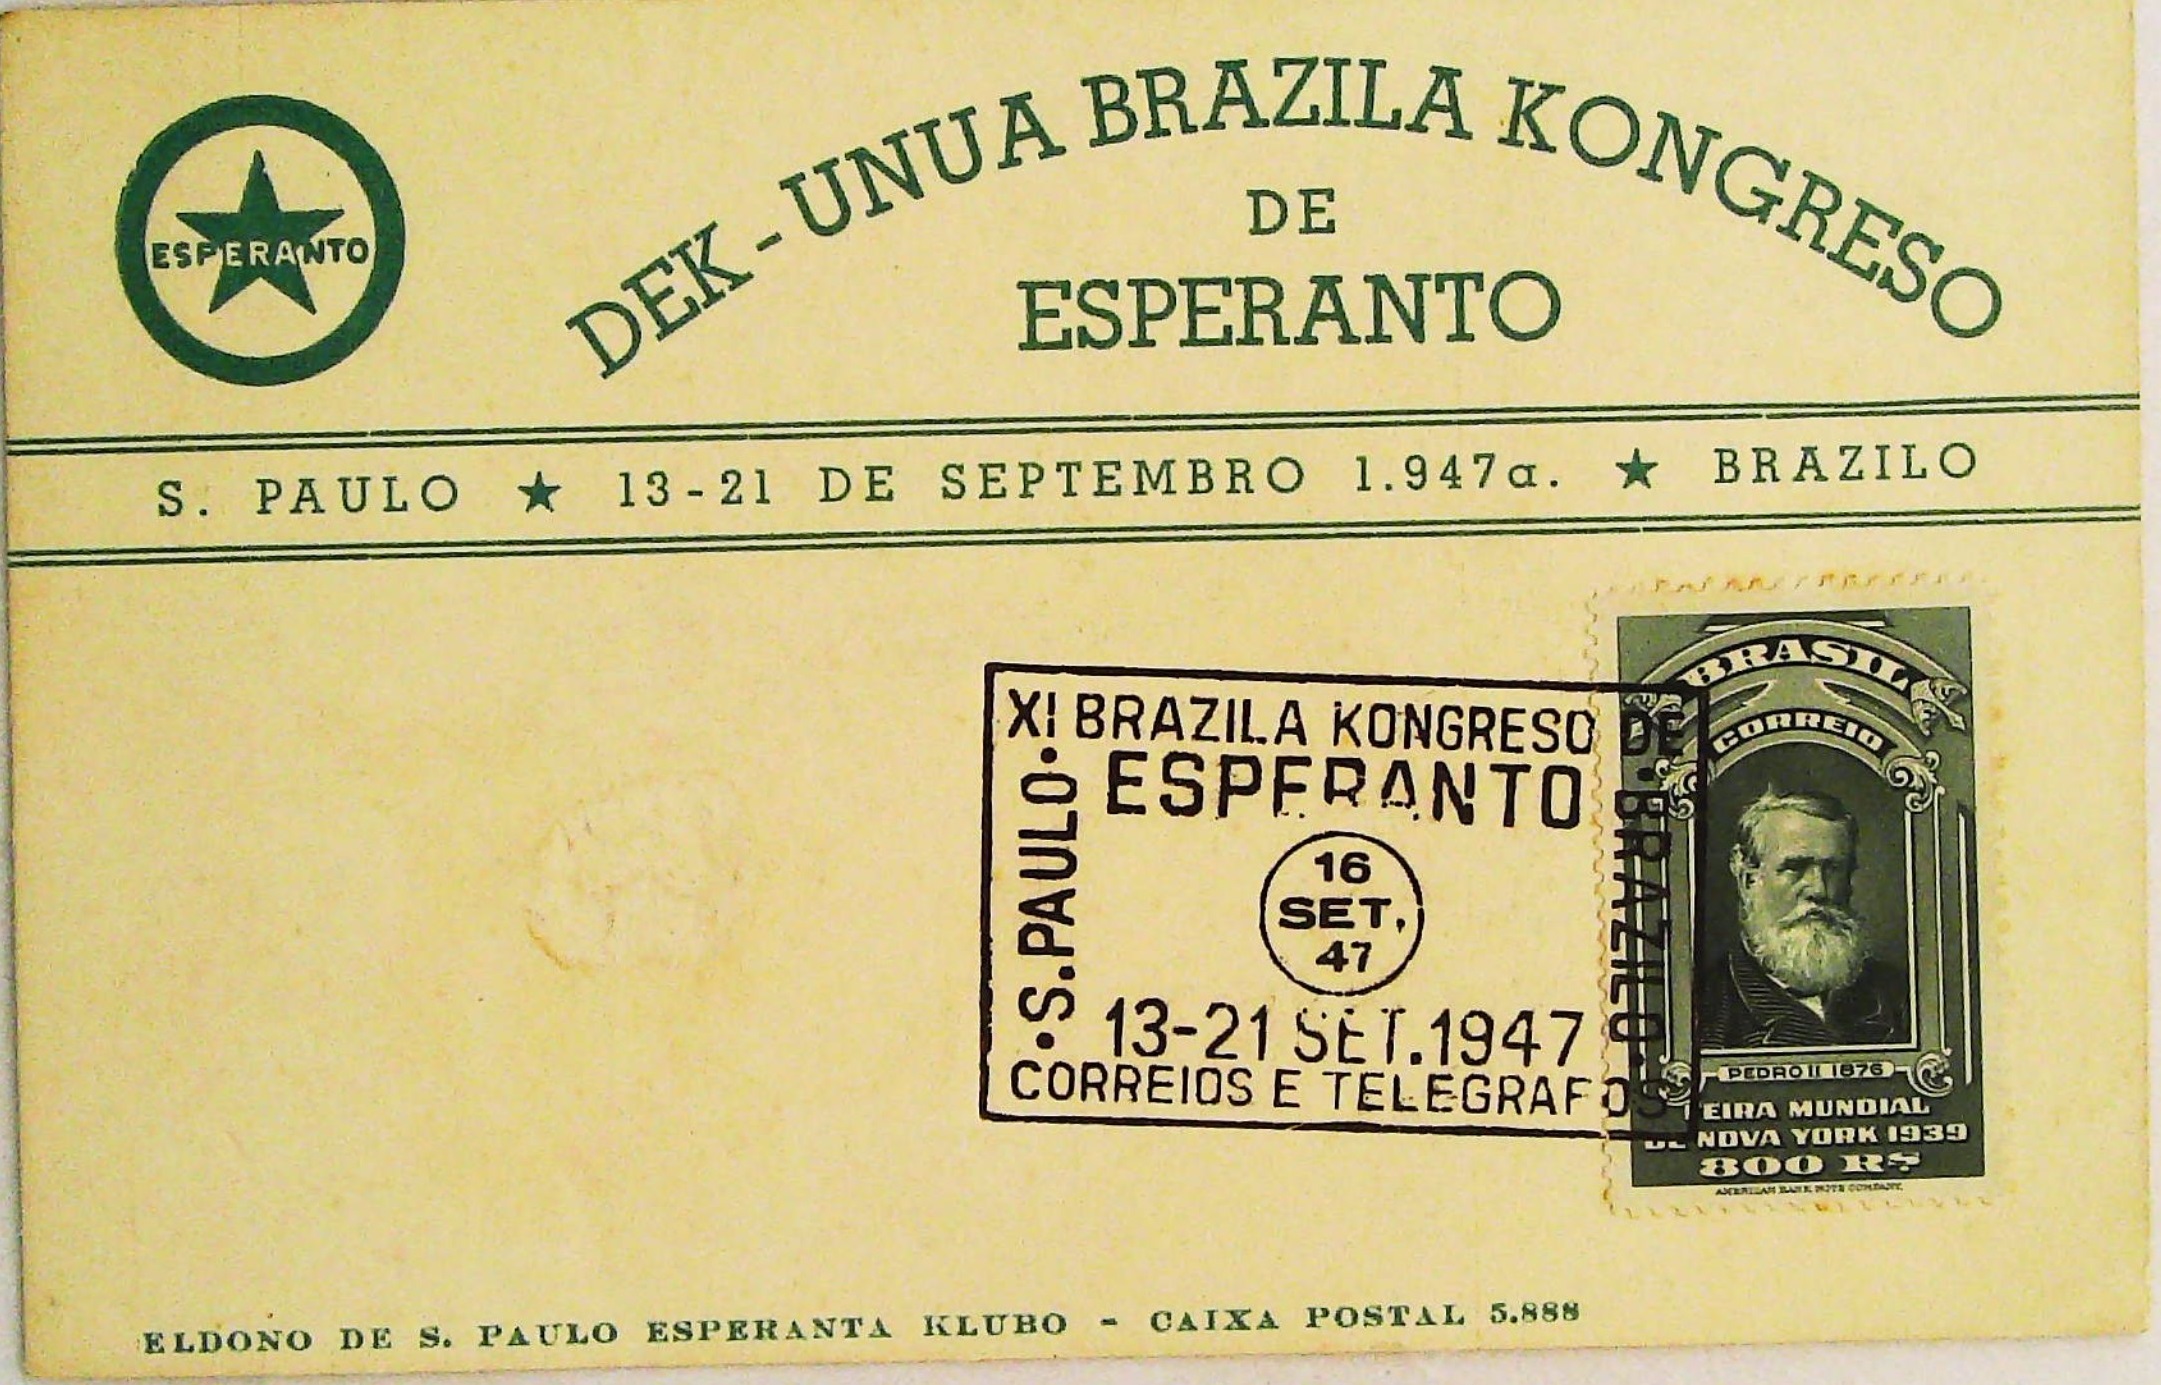 ESPERANTO
DEK-UNUA BRAZILA KONGRESO
DE
ESPERANTO
S. PAULO ★ 13-21 DE SEPTEMBRO 1.947a. ★ BRAZILO
XI BRAZILA KONGRESO DE
ESPERANTO
•S.PAULO•
•BRAZILO•
16
SET.
47
13-21 SET.1947
CORREIOS E TELEGRAFOS
BRASIL
CORREIO
PEDRO II 1876
FEIRA MUNDIAL
DE NOVA YORK 1939
800 RS
AMERICAN BANK NOTE COMPANY.
ELDONO DE S. PAULO ESPERANTA KLUBO - CAIXA POSTAL 5.888